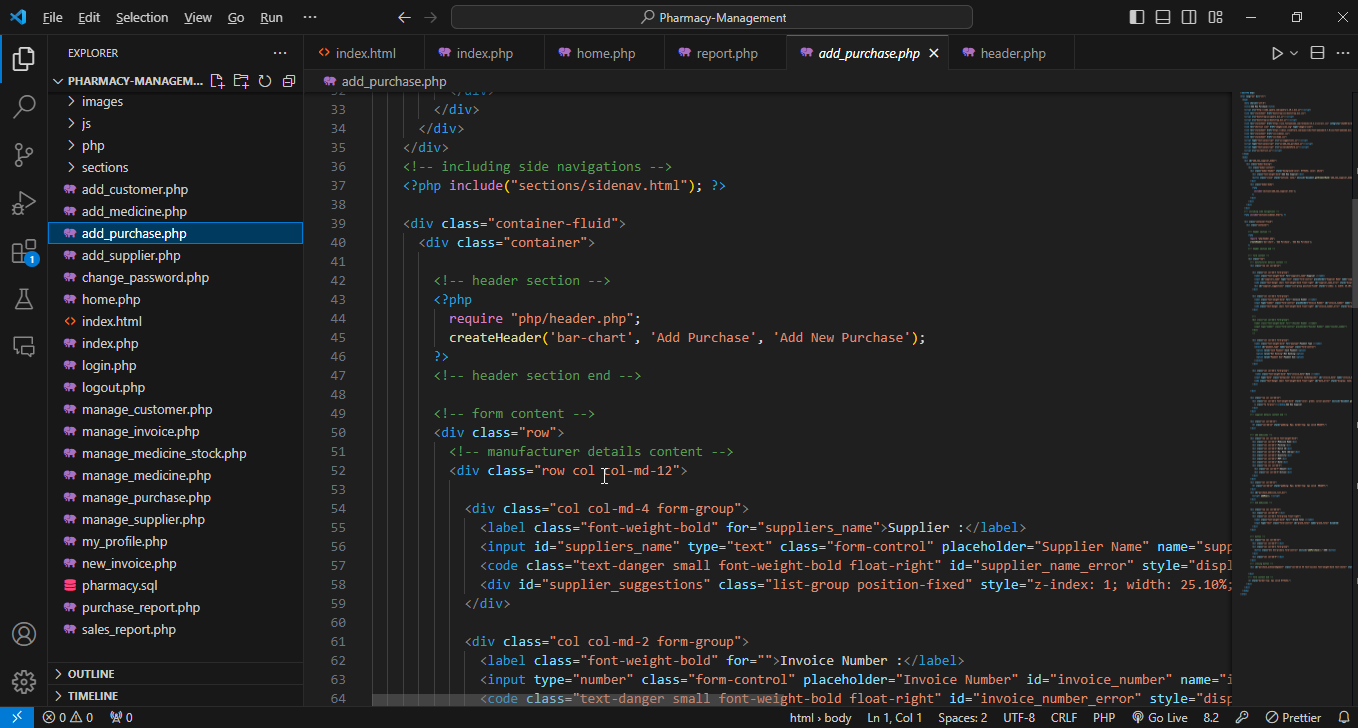 File Edit Selection View Go Run ··· Pharmacy-Management
EXPLORER ···
PHARMACY-MANAGEM...
images
js
php
sections
add_customer.php
add_medicine.php
add_purchase.php
add_supplier.php
change_password.php
home.php
index.html
index.php
login.php
logout.php
manage_customer.php
manage_invoice.php
manage_medicine_stock.php
manage_medicine.php
manage_purchase.php
manage_supplier.php
my_profile.php
new_invoice.php
pharmacy.sql
purchase_report.php
sales_report.php
OUTLINE
TIMELINE
1
index.html index.php home.php report.php add_purchase.php header.php
add_purchase.php
32 </div>
33 </div>
34 </div>
35 </div>
36 <!-- including side navigations -->
37 <?php include("sections/sidenav.html"); ?>
38
39 <div class="container-fluid">
40 <div class="container">
41
42 <!-- header section -->
43 <?php
44 require "php/header.php";
45 createHeader('bar-chart', 'Add Purchase', 'Add New Purchase');
46 ?>
47 <!-- header section end -->
48
49 <!-- form content -->
50 <div class="row">
51 <!-- manufacturer details content -->
52 <div class="row col col-md-12">
53
54 <div class="col col-md-4 form-group">
55 <label class="font-weight-bold" for="suppliers_name">Supplier :</label>
56 <input id="suppliers_name" type="text" class="form-control" placeholder="Supplier Name" name="supp
57 <code class="text-danger small font-weight-bold float-right" id="supplier_name_error" style="displ
58 <div id="supplier_suggestions" class="list-group position-fixed" style="z-index: 1; width: 25.10%;
59 </div>
60
61 <div class="col col-md-2 form-group">
62 <label class="font-weight-bold" for="">Invoice Number :</label>
63 <input type="number" class="form-control" placeholder="Invoice Number" id="invoice_number" name="i
64 <code class="text-danger small font-weight-bold float-right" id="invoice_number_error" style="disp
0 0 0 html › body Ln 1, Col 1 Spaces: 2 UTF-8 CRLF PHP Go Live 8.2 Prettier